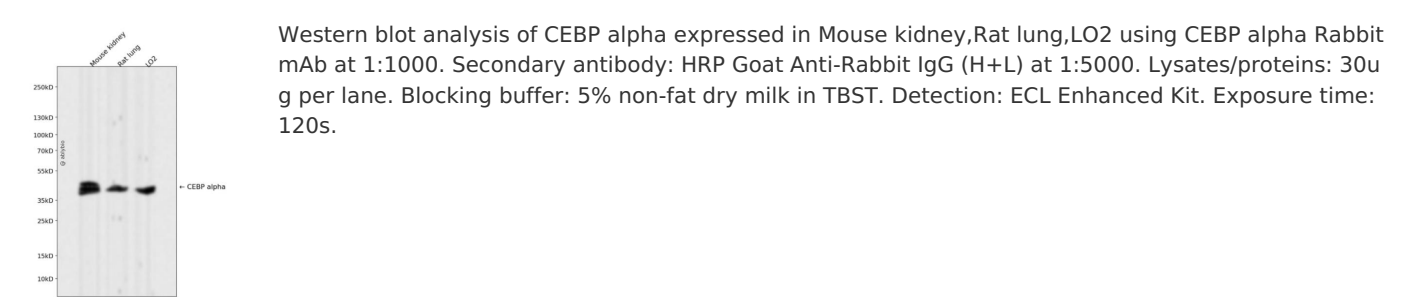 Mouse kidney
Rat lung
LO2
250kD
130kD
100kD
70kD
55kD
35kD
25kD
15kD
10kD
@ abybio
← CEBP alpha
Western blot analysis of CEBP alpha expressed in Mouse kidney,Rat lung,LO2 using CEBP alpha Rabbit
mAb at 1:1000. Secondary antibody: HRP Goat Anti-Rabbit IgG (H+L) at 1:5000. Lysates/proteins: 30u
g per lane. Blocking buffer: 5% non-fat dry milk in TBST. Detection: ECL Enhanced Kit. Exposure time:
120s.